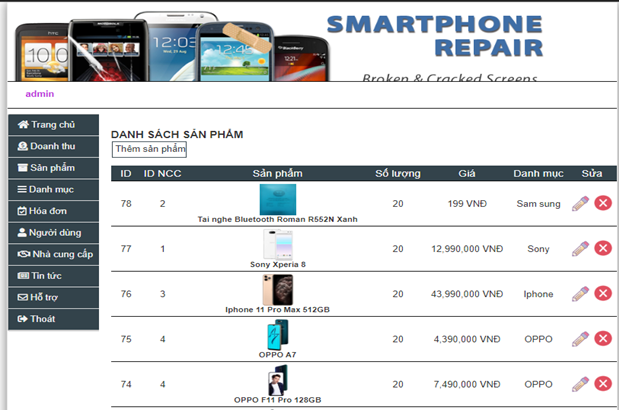 SMARTPHONE
REPAIR
Broken & Cracked Screens
admin
Trang chủ
Doanh thu
Sản phẩm
Danh mục
Hóa đơn
Người dùng
Nhà cung cấp
Tin tức
Hỗ trợ
Thoát
DANH SÁCH SẢN PHẨM
Thêm sản phẩm
ID ID NCC Sản phẩm Số lượng Giá Danh mục Sửa
78 2 20 199 VNĐ Sam sung
Tai nghe Bluetooth Roman R552N Xanh
77 1 20 12,990,000 VNĐ Sony
Sony Xperia 8
76 3 20 43,990,000 VNĐ Iphone
Iphone 11 Pro Max 512GB
75 4 20 4,390,000 VNĐ OPPO
OPPO A7
74 4 20 7,490,000 VNĐ OPPO
OPPO F11 Pro 128GB